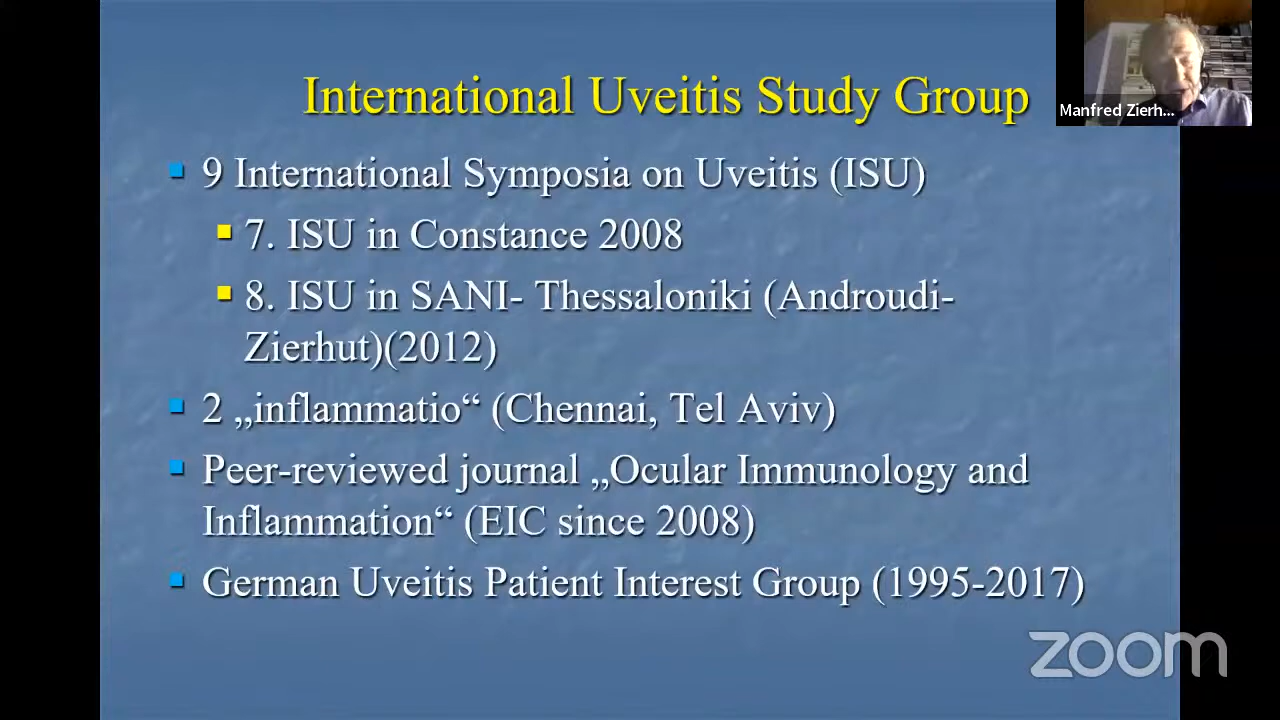 International Uveitis Study Group
Manfred Zierh...
9 International Symposia on Uveitis (ISU)
7. ISU in Constance 2008
8. ISU in SANI- Thessaloniki (Androudi-
Zierhut)(2012)
2 „inflammatio“ (Chennai, Tel Aviv)
Peer-reviewed journal „Ocular Immunology and
Inflammation“ (EIC since 2008)
German Uveitis Patient Interest Group (1995-2017)
zoom